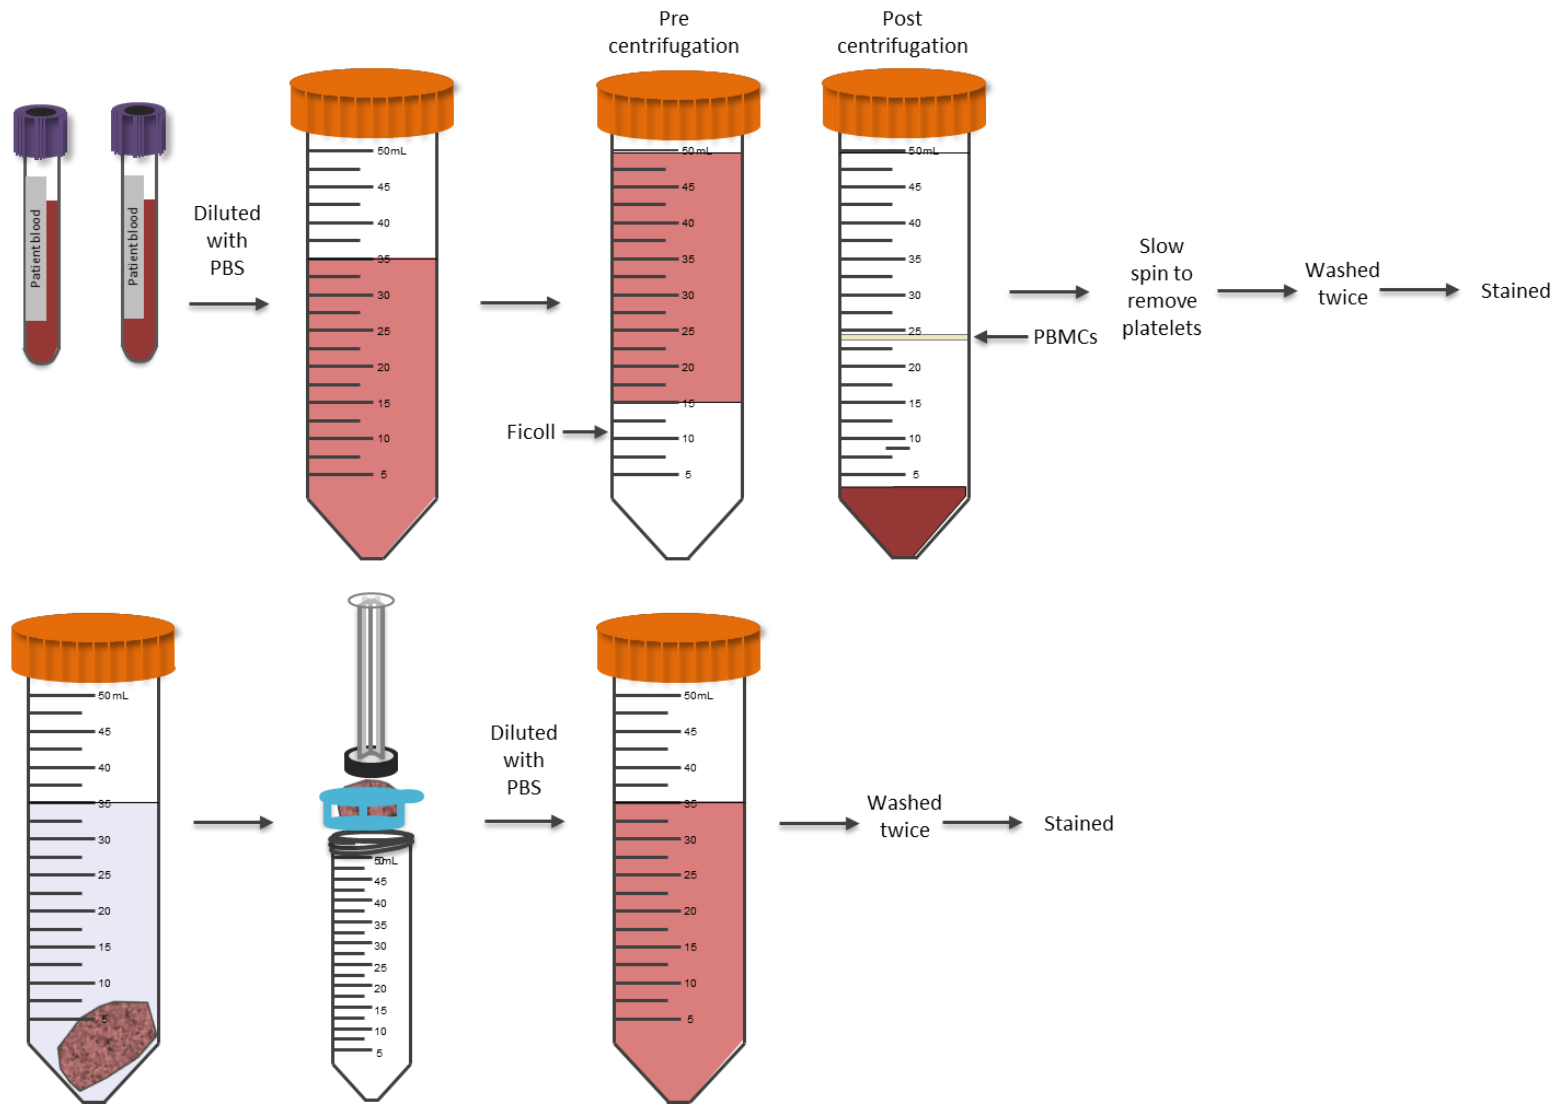 Pre
centrifugation
Post
centrifugation
Patient blood
Patient blood
Diluted
with
PBS
50mL
45
40
35
30
25
20
15
10
5
50mL
45
40
35
30
25
20
15
10
5
Ficoll
50mL
45
40
35
30
25
20
15
10
5
PBMCs
Slow
spin to
remove
platelets
Washed
twice
Stained
50mL
45
40
35
30
25
20
15
10
5
50mL
45
40
35
30
25
20
15
10
5
Diluted
with
PBS
50mL
45
40
35
30
25
20
15
10
5
Washed
twice
Stained